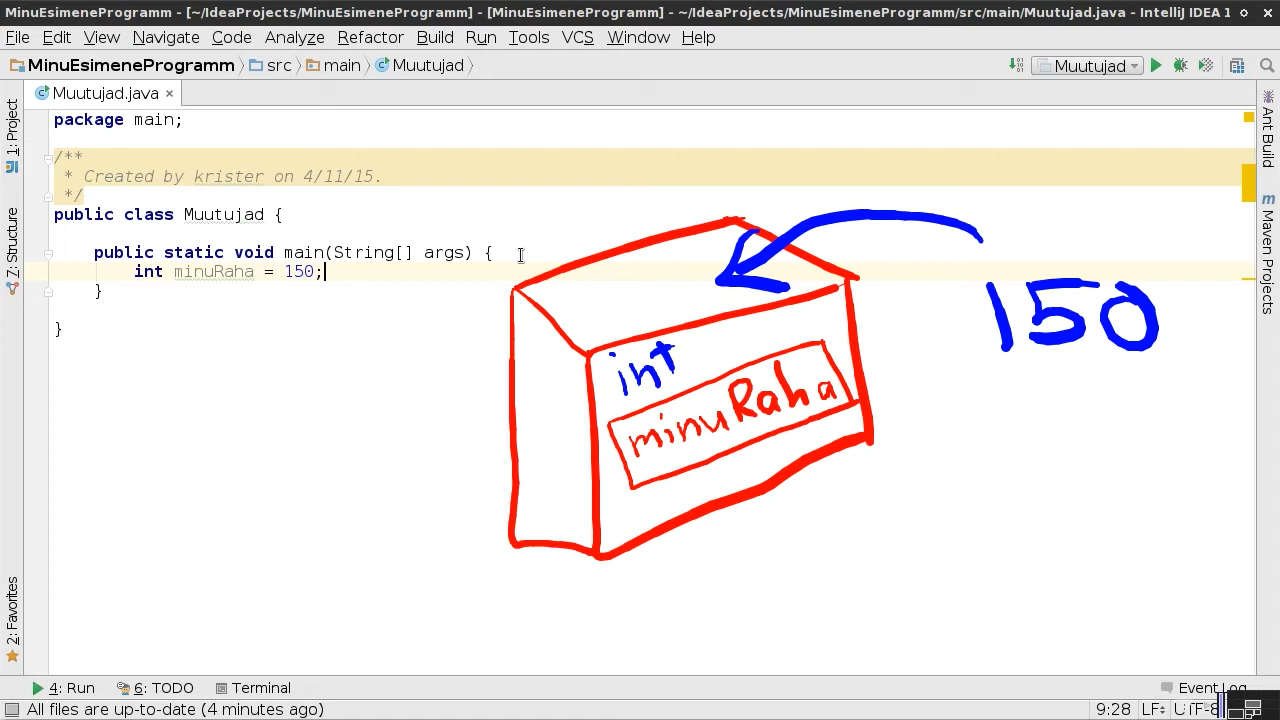 MinuEsimeneProgramm - [~/IdeaProjects/MinuEsimeneProgramm] - [MinuEsimeneProgramm] - ~/IdeaProjects/MinuEsimeneProgramm/src/main/Muutujad.java - IntelliJ IDEA 1
File Edit View Navigate Code Analyze Refactor Build Run Tools VCS Window Help
MinuEsimeneProgramm src main Muutujad Muutujad
Muutujad.java
1: Project
Z: Structure
2: Favorites
package main;
/**
* Created by krister on 4/11/15.
*/
public class Muutujad {
public static void main(String[] args) {
int minuRaha = 150;
}
}
150
int
minuRaha
Ant Build
Maven Projects
4: Run 6: TODO Terminal Event Log
All files are up-to-date (4 minutes ago) 9:28 LF